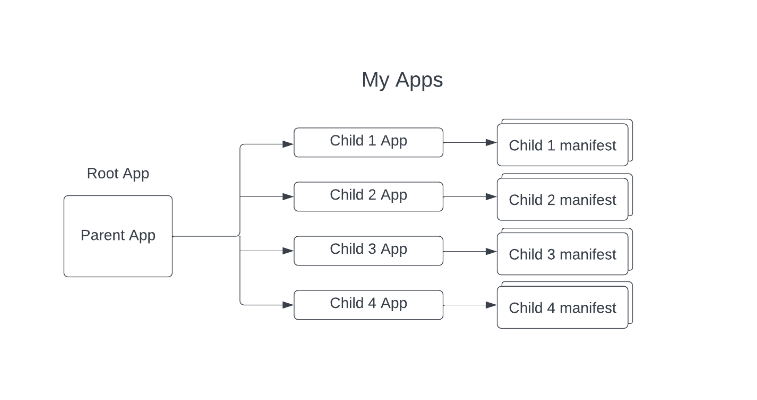 My Apps
Root App
Parent App
Child 1 App
Child 1 manifest
Child 2 App
Child 2 manifest
Child 3 App
Child 3 manifest
Child 4 App
Child 4 manifest